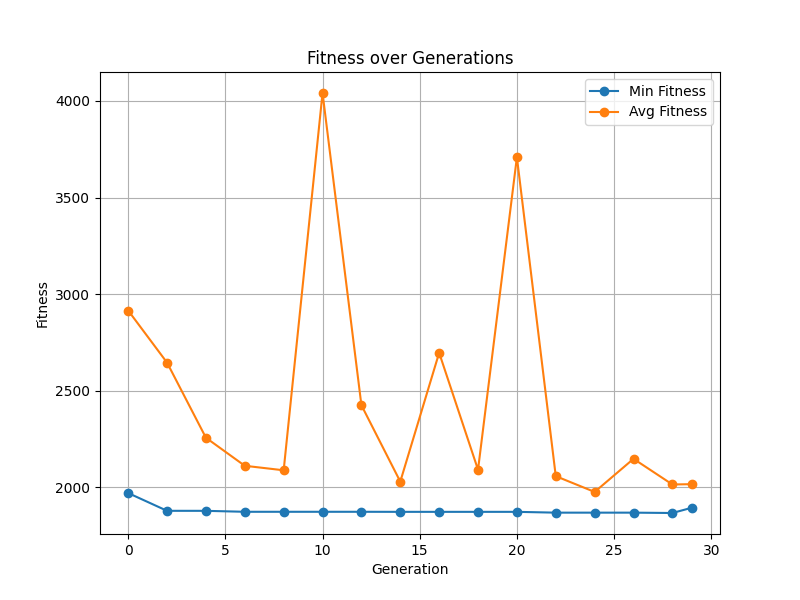 Fitness over Generations
Min Fitness
Avg Fitness
4000
3500
3000
2500
2000
Fitness
0 5 10 15 20 25 30
Generation